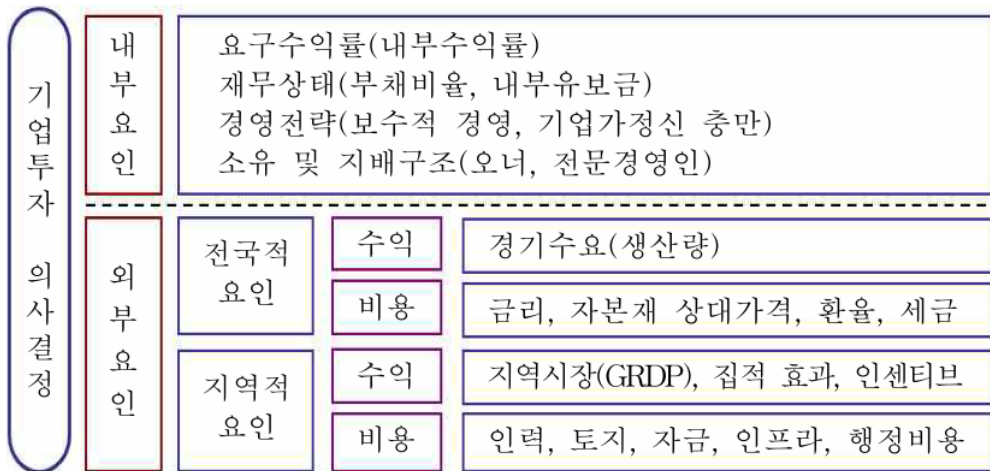 기업투자 의사결정
내부요인
요구수익률(내부수익률)
재무상태(부채비율, 내부유보금)
경영전략(보수적 경영, 기업가정신 충만)
소유 및 지배구조(오너, 전문경영인)
외부요인
전국적
요인
수익
경기수요(생산량)
비용
금리, 자본재 상대가격, 환율, 세금
지역적
요인
수익
지역시장(GRDP), 집적 효과, 인센티브
비용
인력, 토지, 자금, 인프라, 행정비용